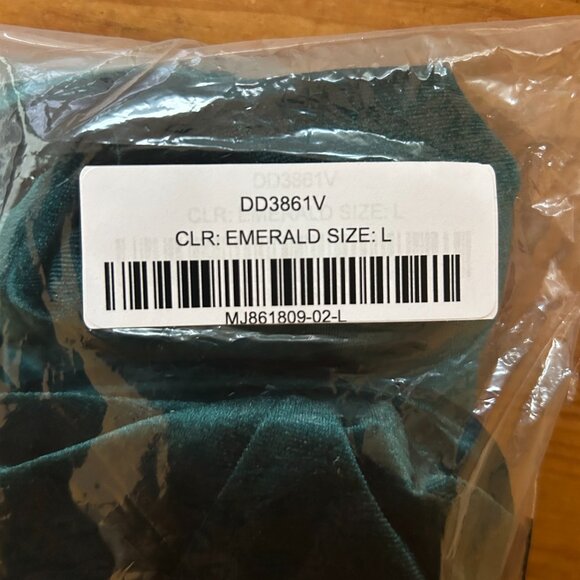 DD3861V
CLR: EMERALD SIZE: L
MJ861809-02-L